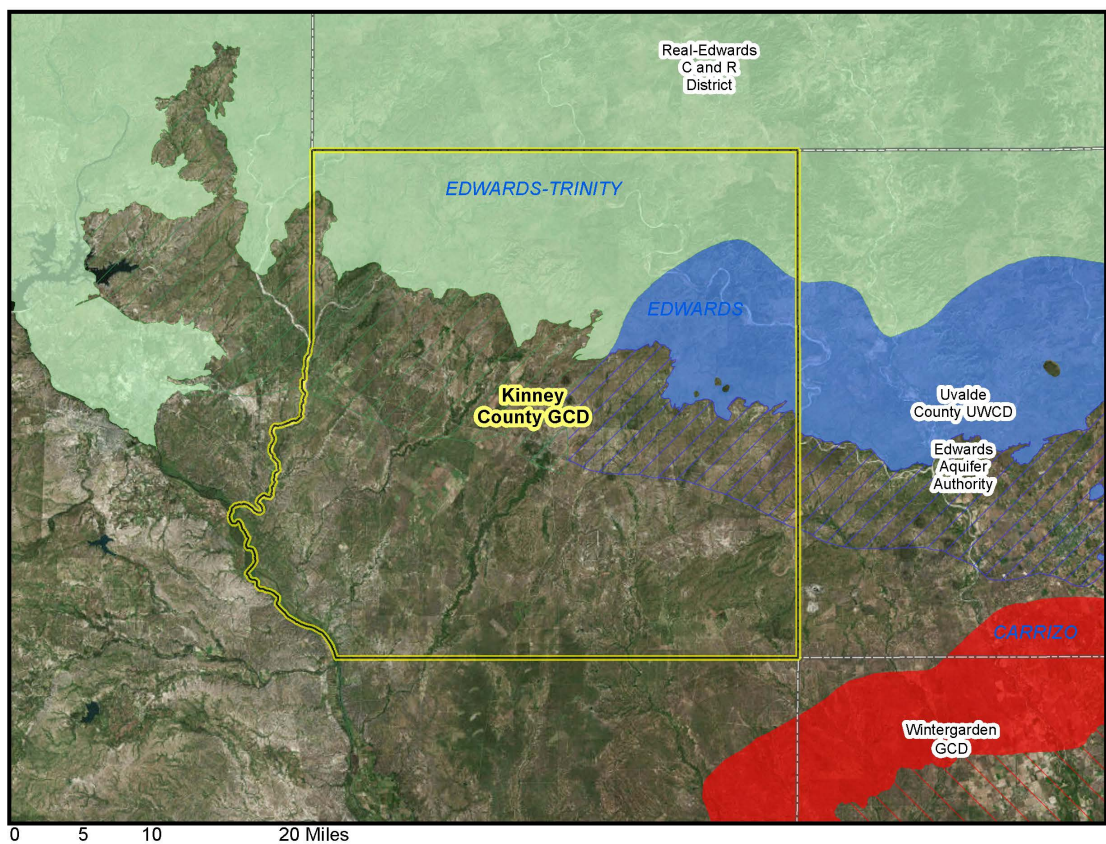 Real-Edwards
C and R
District
EDWARDS-TRINITY
EDWARDS
Kinney
County GCD
Uvalde
County UWCD
Edwards
Aquifer
Authority
CARRIZO
Wintergarden
GCD
0 5 10 20 Miles